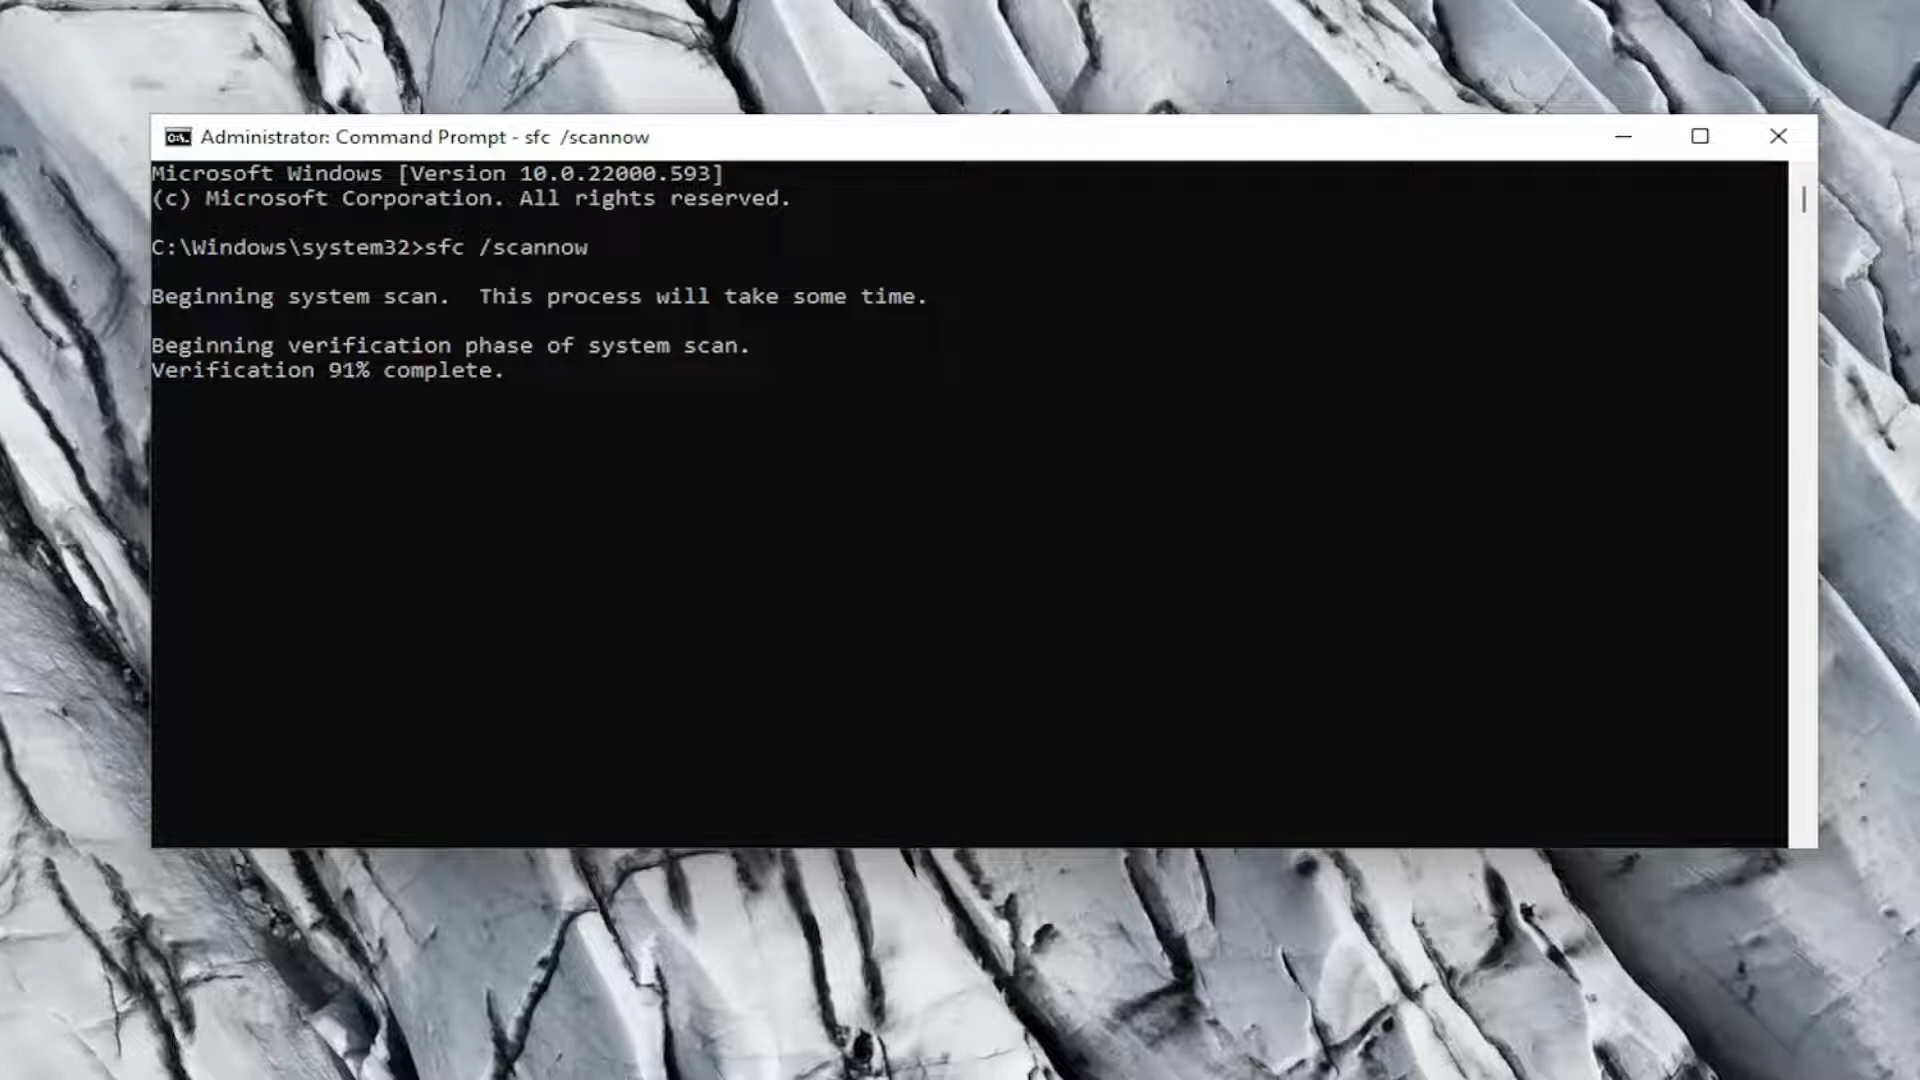 Administrator: Command Prompt - sfc /scannow
Microsoft Windows [Version 10.0.22000.593]
(c) Microsoft Corporation. All rights reserved.
C:\Windows\system32>sfc /scannow
Beginning system scan.  This process will take some time.
Beginning verification phase of system scan.
Verification 91% complete.